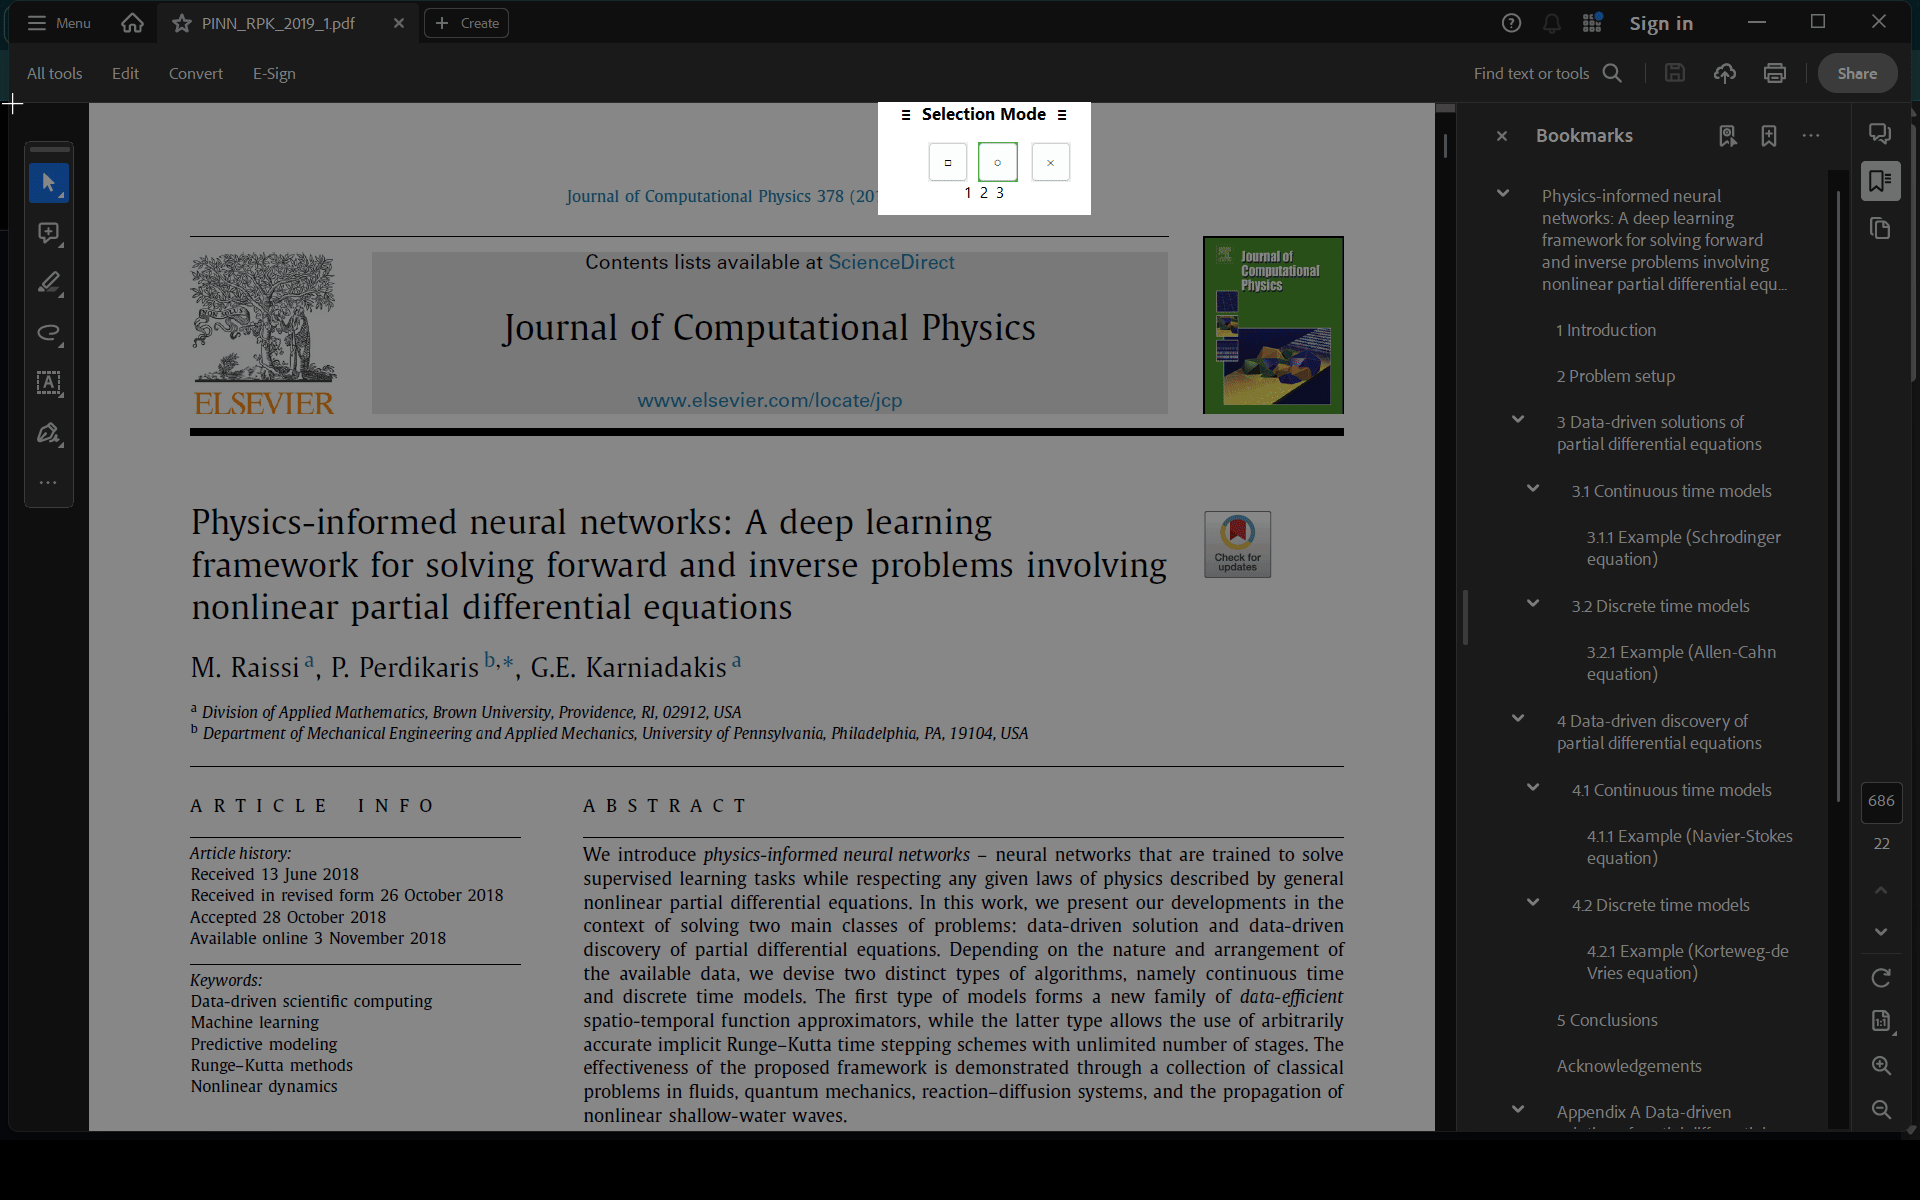 Menu
PINN_RPK_2019_1.pdf
Create
Sign in
All tools
Edit
Convert
E-Sign
Find text or tools
Share
Selection Mode
1 2 3
Journal of Computational Physics 378 (20
Contents lists available at ScienceDirect
Journal of Computational Physics
www.elsevier.com/locate/jcp
ELSEVIER
Journal of
Computational
Physics
Physics-informed neural networks: A deep learning
framework for solving forward and inverse problems involving
nonlinear partial differential equations
Check for
updates
M. Raissi a, P. Perdikaris b,*, G.E. Karniadakis a
a Division of Applied Mathematics, Brown University, Providence, RI, 02912, USA
b Department of Mechanical Engineering and Applied Mechanics, University of Pennsylvania, Philadelphia, PA, 19104, USA
ARTICLE INFO
Article history:
Received 13 June 2018
Received in revised form 26 October 2018
Accepted 28 October 2018
Available online 3 November 2018
Keywords:
Data-driven scientific computing
Machine learning
Predictive modeling
Runge–Kutta methods
Nonlinear dynamics
ABSTRACT
We introduce physics-informed neural networks – neural networks that are trained to solve
supervised learning tasks while respecting any given laws of physics described by general
nonlinear partial differential equations. In this work, we present our developments in the
context of solving two main classes of problems: data-driven solution and data-driven
discovery of partial differential equations. Depending on the nature and arrangement of
the available data, we devise two distinct types of algorithms, namely continuous time
and discrete time models. The first type of models forms a new family of data-efficient
spatio-temporal function approximators, while the latter type allows the use of arbitrarily
accurate implicit Runge–Kutta time stepping schemes with unlimited number of stages. The
effectiveness of the proposed framework is demonstrated through a collection of classical
problems in fluids, quantum mechanics, reaction–diffusion systems, and the propagation of
nonlinear shallow-water waves.
Bookmarks
Physics-informed neural
networks: A deep learning
framework for solving forward
and inverse problems involving
nonlinear partial differential equ...
1 Introduction
2 Problem setup
3 Data-driven solutions of
partial differential equations
3.1 Continuous time models
3.1.1 Example (Schrodinger
equation)
3.2 Discrete time models
3.2.1 Example (Allen-Cahn
equation)
4 Data-driven discovery of
partial differential equations
4.1 Continuous time models
4.1.1 Example (Navier-Stokes
equation)
4.2 Discrete time models
4.2.1 Example (Korteweg-de
Vries equation)
5 Conclusions
Acknowledgements
Appendix A Data-driven
686
22
1:1